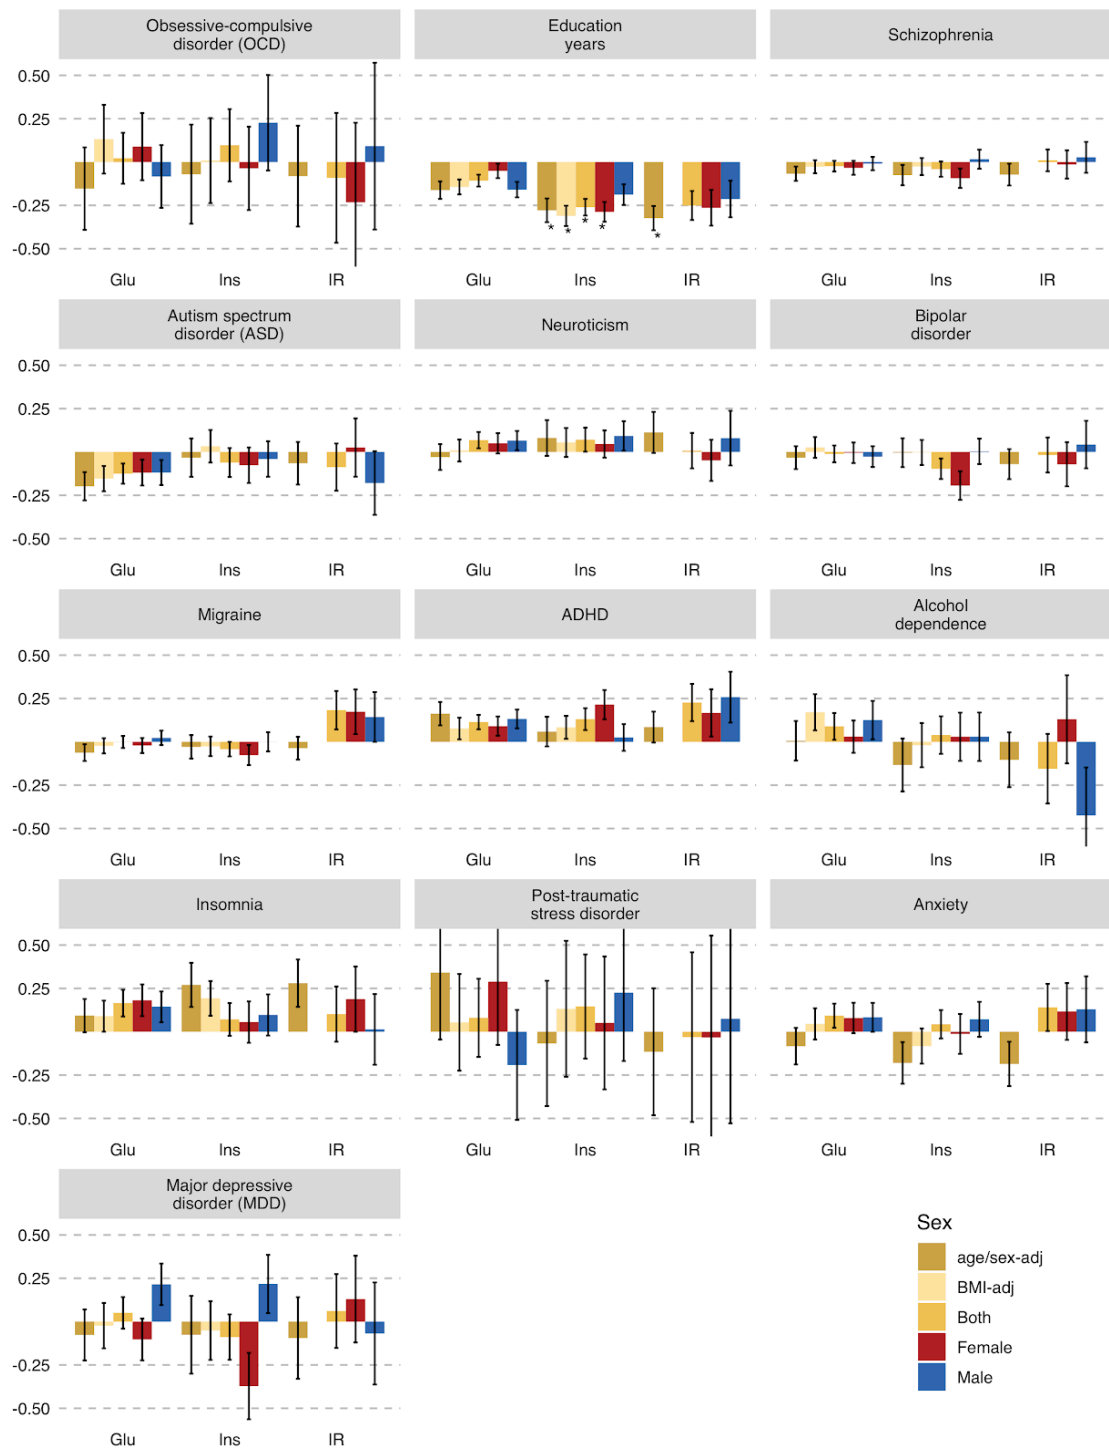 Obsessive-compulsive
disorder (OCD)
Education
years
Schizophrenia
0.50
0.25
-0.25
-0.50
* * * * *
Glu Ins IR
Glu Ins IR
Glu Ins IR
Autism spectrum
disorder (ASD)
Neuroticism
Bipolar
disorder
0.50
0.25
-0.25
-0.50
Glu Ins IR
Glu Ins IR
Glu Ins IR
Migraine
ADHD
Alcohol
dependence
0.50
0.25
-0.25
-0.50
Glu Ins IR
Glu Ins IR
Glu Ins IR
Insomnia
Post-traumatic
stress disorder
Anxiety
0.50
0.25
-0.25
-0.50
Glu Ins IR
Glu Ins IR
Glu Ins IR
Major depressive
disorder (MDD)
0.50
0.25
-0.25
-0.50
Glu Ins IR
Sex
age/sex-adj
BMI-adj
Both
Female
Male